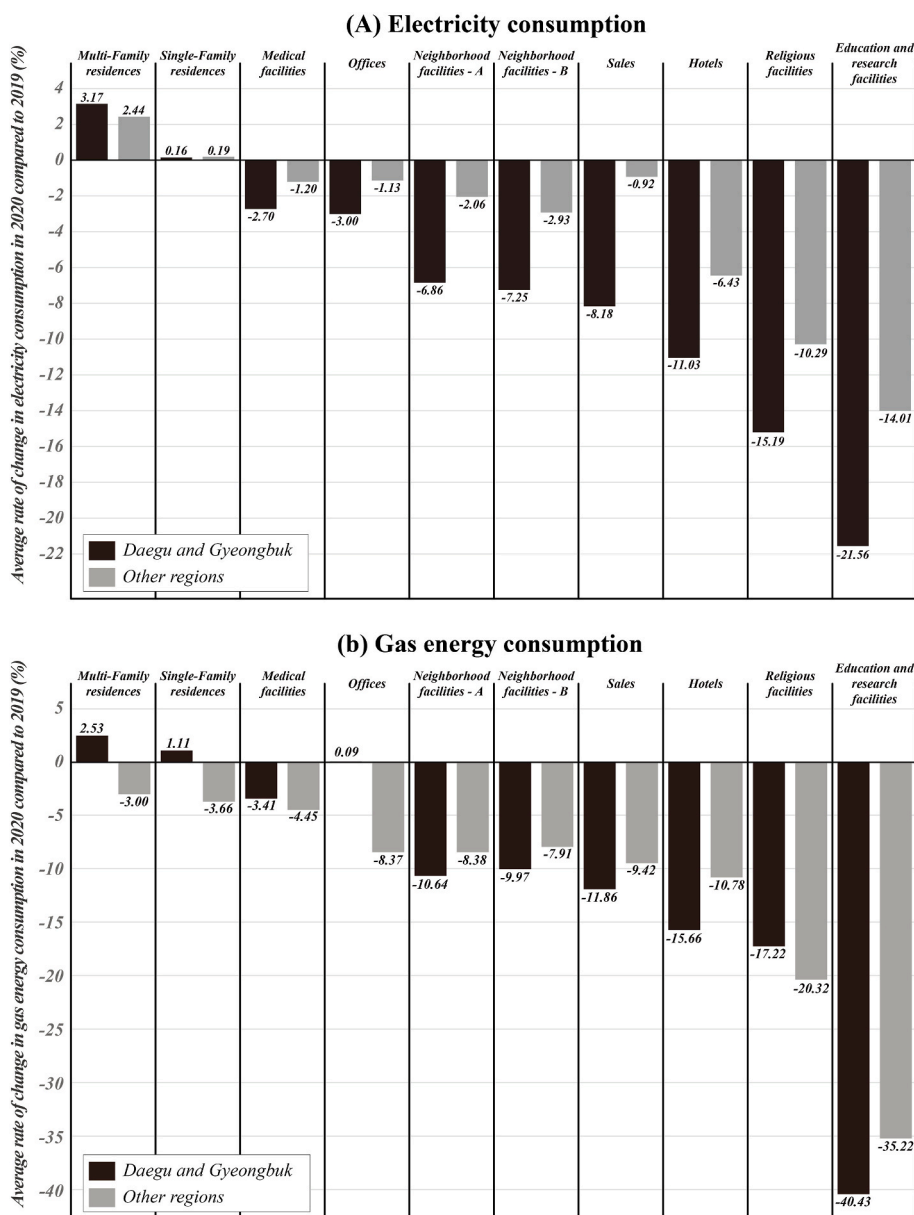 (A) Electricity consumption
Multi-Family
residences
Single-Family
residences
Medical
facilities
Offices
Neighborhood
facilities - A
Neighborhood
facilities - B
Sales
Hotels
Religious
facilities
Education and
research
facilities
Average rate of change in electricity consumption in 2020 compared to 2019 (%)
4
2
0
-2
-4
-6
-8
-10
-12
-14
-16
-18
-20
-22
3.17
2.44
0.16
0.19
-2.70
-1.20
-3.00
-1.13
-6.86
-2.06
-7.25
-2.93
-8.18
-0.92
-11.03
-6.43
-15.19
-10.29
-21.56
-14.01
Daegu and Gyeongbuk
Other regions
(b) Gas energy consumption
Multi-Family
residences
Single-Family
residences
Medical
facilities
Offices
Neighborhood
facilities - A
Neighborhood
facilities - B
Sales
Hotels
Religious
facilities
Education and
research
facilities
Average rate of change in gas energy consumption in 2020 compared to 2019 (%)
5
0
-5
-10
-15
-20
-25
-30
-35
-40
2.53
-3.00
1.11
-3.66
-3.41
-4.45
0.09
-8.37
-10.64
-8.38
-9.97
-7.91
-11.86
-9.42
-15.66
-10.78
-17.22
-20.32
-40.43
-35.22
Daegu and Gyeongbuk
Other regions